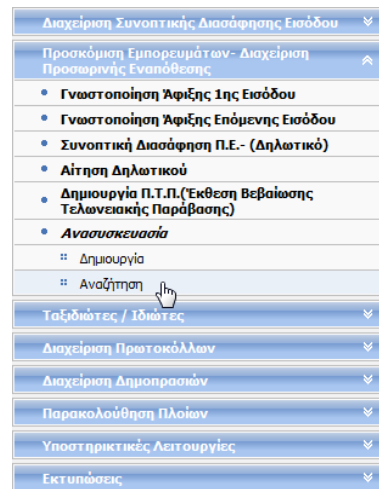 Διαχείριση Συνοπτικής Διασάφησης Εισόδου
Προσκόμιση Εμπορευμάτων- Διαχείριση
Προσωρινής Εναπόθεσης
Γνωστοποίηση Άφιξης 1ης Εισόδου
Γνωστοποίηση Άφιξης Επόμενης Εισόδου
Συνοπτική Διασάφηση Π.Ε.- (Δηλωτικό)
Αίτηση Δηλωτικού
Δημιουργία Π.Τ.Π.(Έκθεση Βεβαίωσης
Τελωνειακής Παράβασης)
Ανασυσκευασία
Δημιουργία
Αναζήτηση
Ταξιδιώτες / Ιδιώτες
Διαχείριση Πρωτοκόλλων
Διαχείριση Δημοπρασιών
Παρακολούθηση Πλοίων
Υποστηρικτικές Λειτουργίες
Εκτυπώσεις